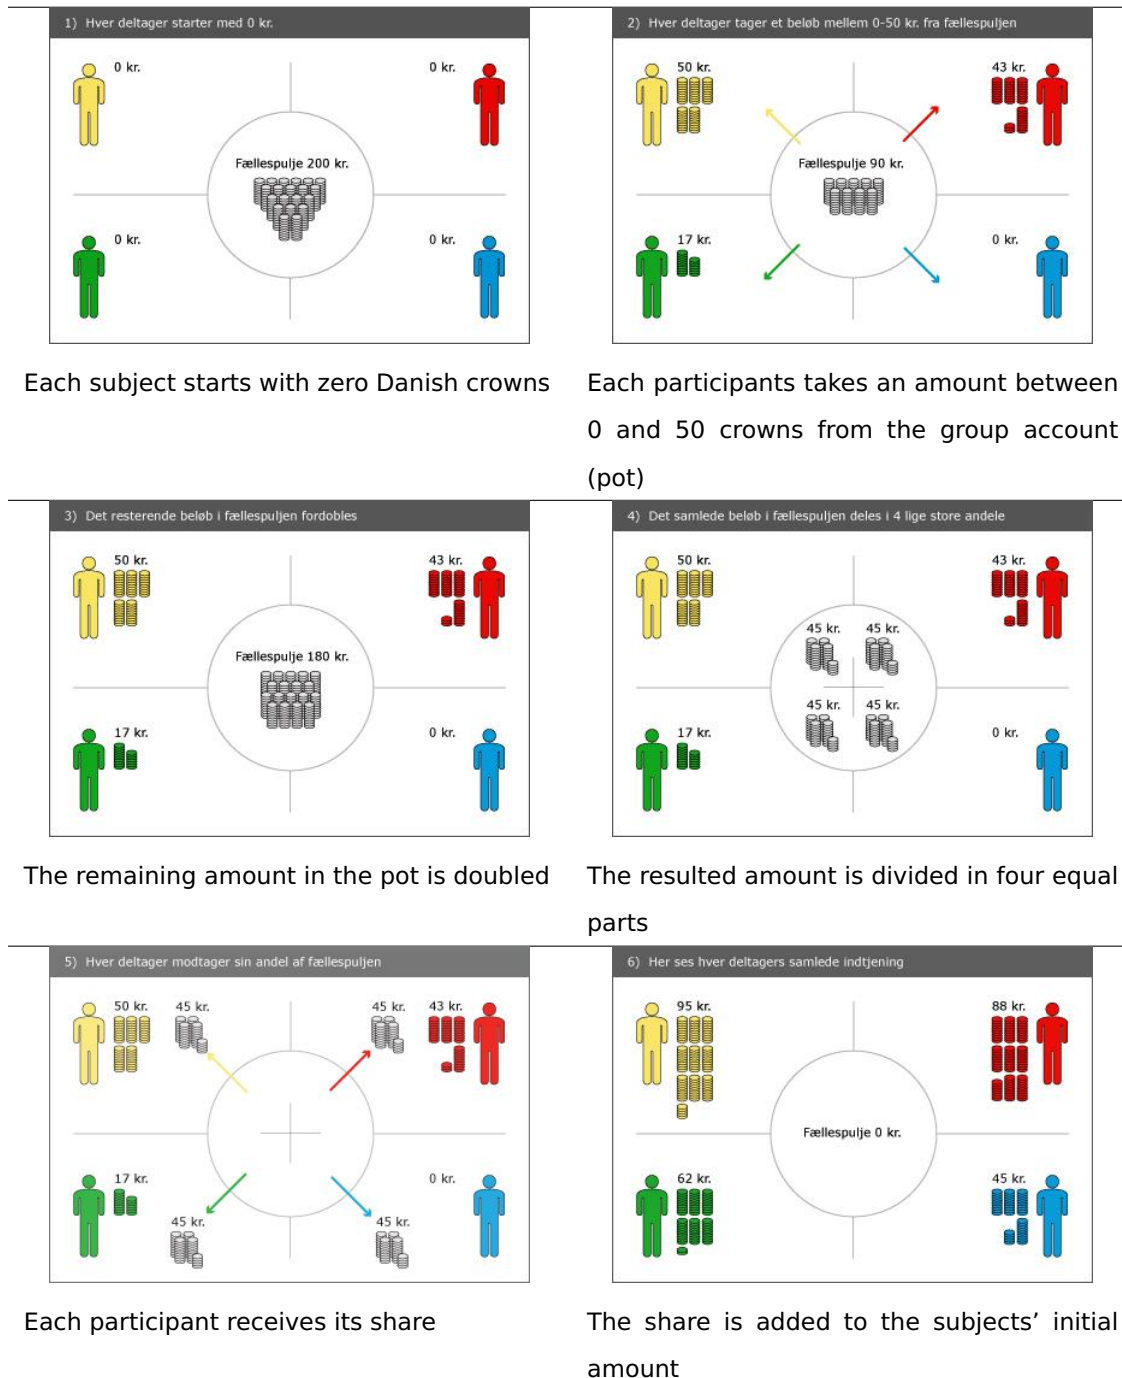 1) Hver deltager starter med 0 kr.
0 kr.
0 kr.
Fællespulje 200 kr.
0 kr.
0 kr.
Each subject starts with zero Danish crowns
2) Hver deltager tager et beløb mellem 0-50 kr. fra fællespuljen
50 kr.
43 kr.
Fællespulje 90 kr.
17 kr.
0 kr.
Each participants takes an amount between
0 and 50 crowns from the group account
(pot)
3) Det resterende beløb i fællespuljen fordobles
50 kr.
43 kr.
Fællespulje 180 kr.
17 kr.
0 kr.
The remaining amount in the pot is doubled
4) Det samlede beløb i fællespuljen deles i 4 lige store andele
50 kr.
43 kr.
45 kr.
45 kr.
45 kr.
45 kr.
17 kr.
0 kr.
The resulted amount is divided in four equal
parts
5) Hver deltager modtager sin andel af fællespuljen
50 kr.
45 kr.
45 kr.
43 kr.
17 kr.
0 kr.
45 kr.
45 kr.
Each participant receives its share
6) Her ses hver deltagers samlede indtjening
95 kr.
88 kr.
Fællespulje 0 kr.
62 kr.
45 kr.
The share is added to the subjects’ initial
amount